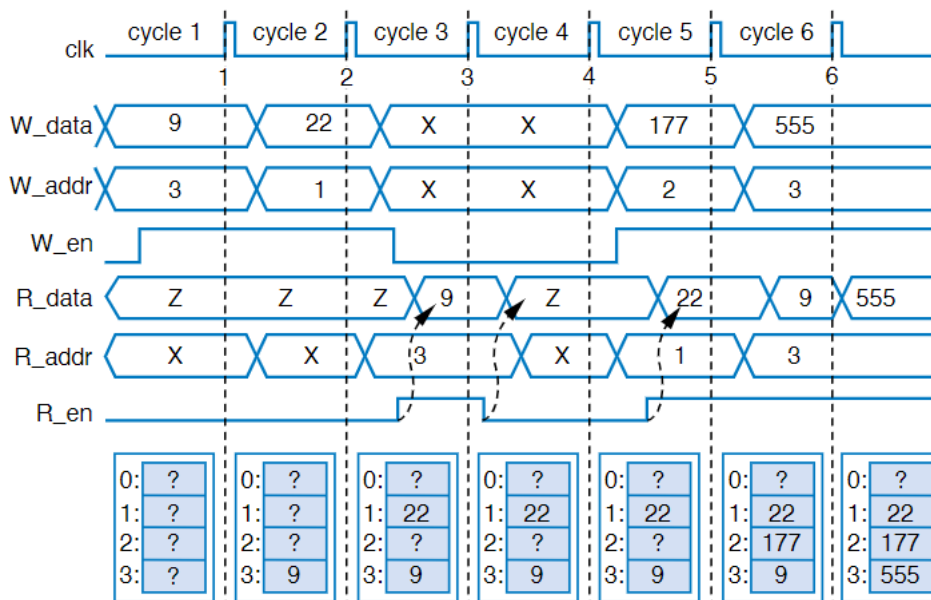 clk cycle 1 cycle 2 cycle 3 cycle 4 cycle 5 cycle 6
1 2 3 4 5 6
W_data 9 22 X X 177 555
W_addr 3 1 X X 2 3
W_en
R_data Z Z Z 9 Z 22 9 555
R_addr X X 3 X 1 3
R_en
0: ? 0: ? 0: ? 0: ? 0: ? 0: ? 0: ?
1: ? 1: ? 1: 22 1: 22 1: 22 1: 22 1: 22
2: ? 2: ? 2: ? 2: ? 2: ? 2: 177 2: 177
3: ? 3: 9 3: 9 3: 9 3: 9 3: 9 3: 555